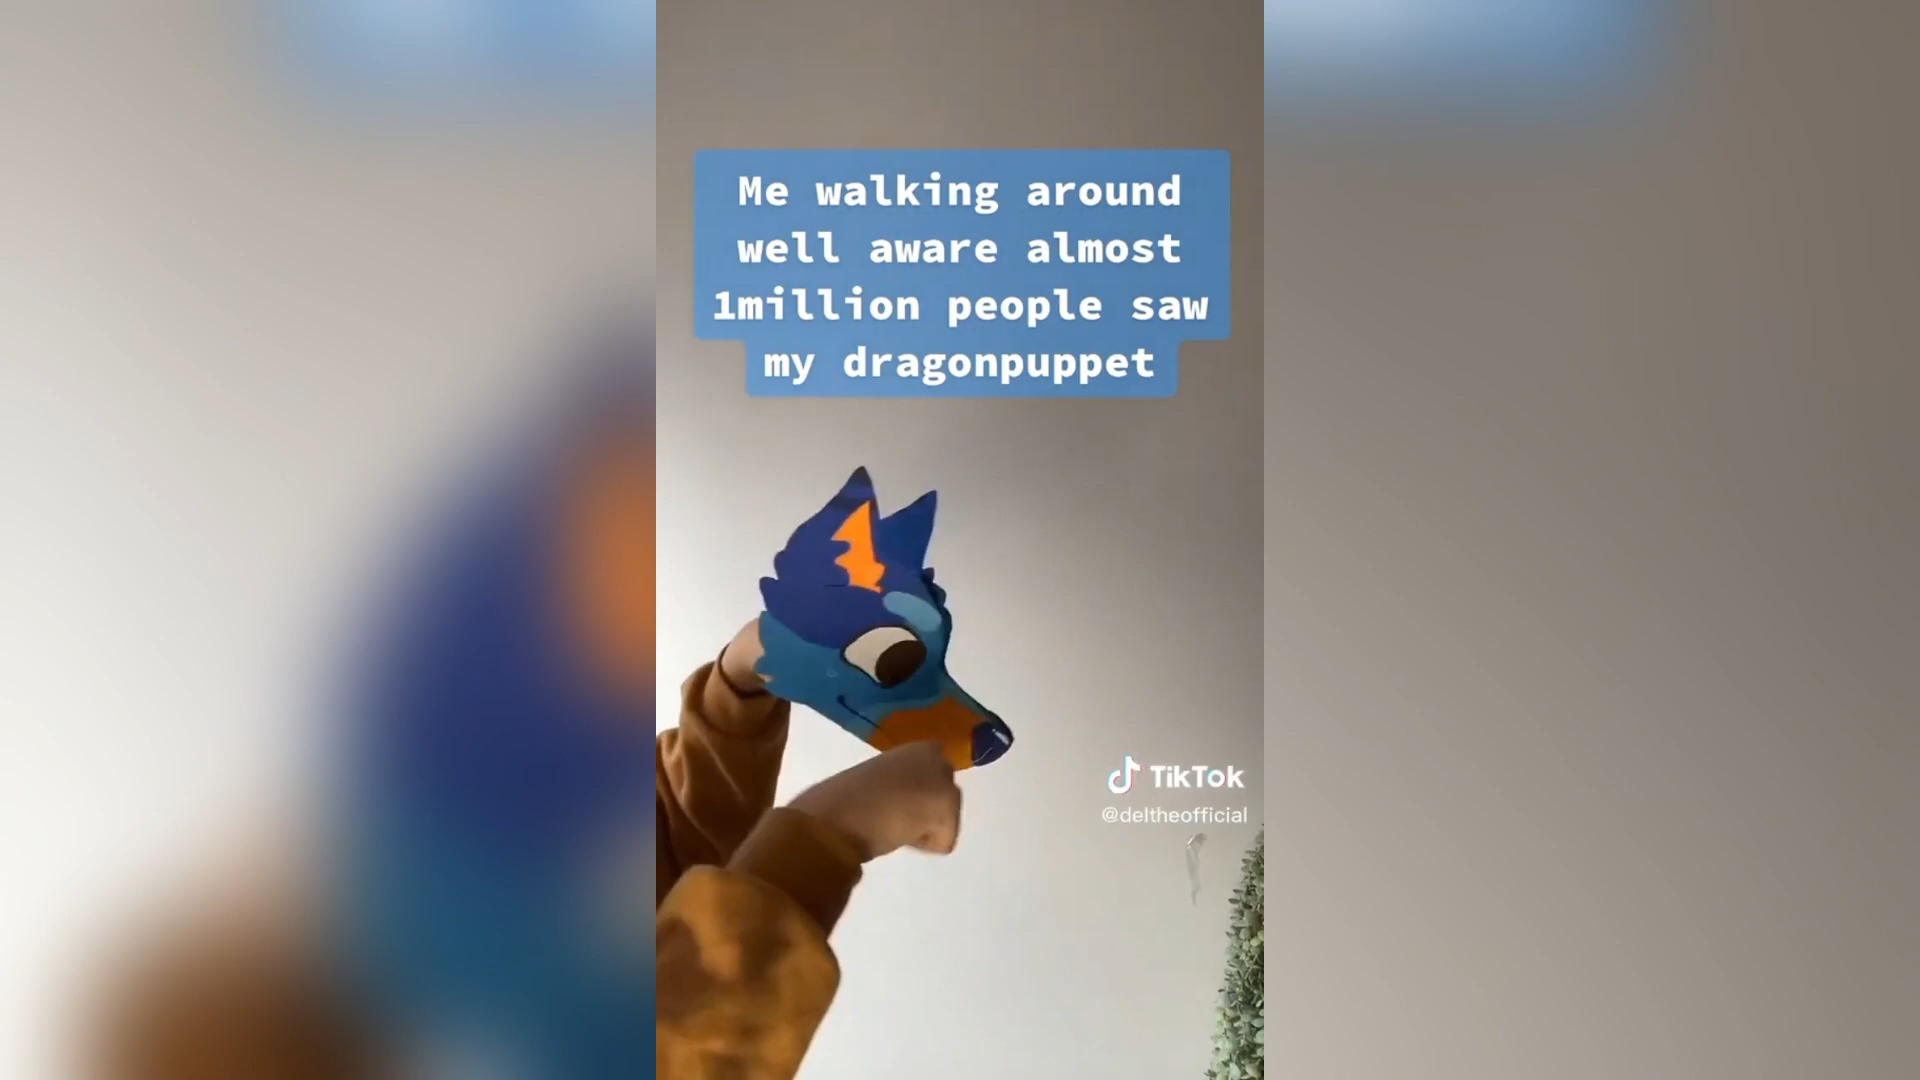 Me walking around
well aware almost
1million people saw
my dragonpuppet
TikTok
@deltheofficial